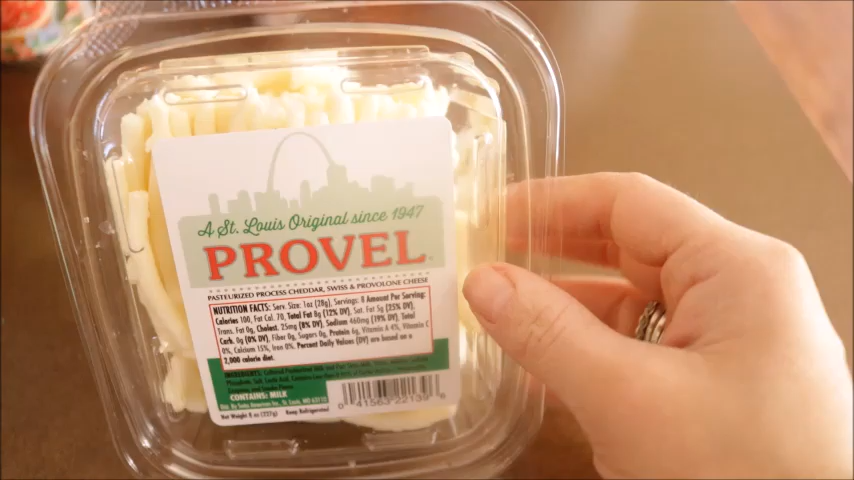 A St. Louis Original since 1947
PROVEL
PASTEURIZED PROCESS CHEDDAR, SWISS & PROVOLONE CHEESE
NUTRITION FACTS: Serv. Size: 1oz (28g), Servings: 8 Amount Per Serving:
Calories 100, Fat Cal. 70, Total Fat 8g (12% DV), Sat. Fat 5g (25% DV),
Trans. Fat 0g, Cholest. 25mg (8% DV), Sodium 460mg (19% DV), Total
Carb. 0g (0% DV), Fiber 0g, Sugars 0g, Protein 6g, Vitamin A 4%, Vitamin C
0%, Calcium 15%, Iron 0%. Percent Daily Values (DV) are based on a
2,000 calorie diet.
INGREDIENTS:
CONTAINS: MILK
Net Weight 8 oz (227g) Keep Refrigerated
0 41563 22139 6